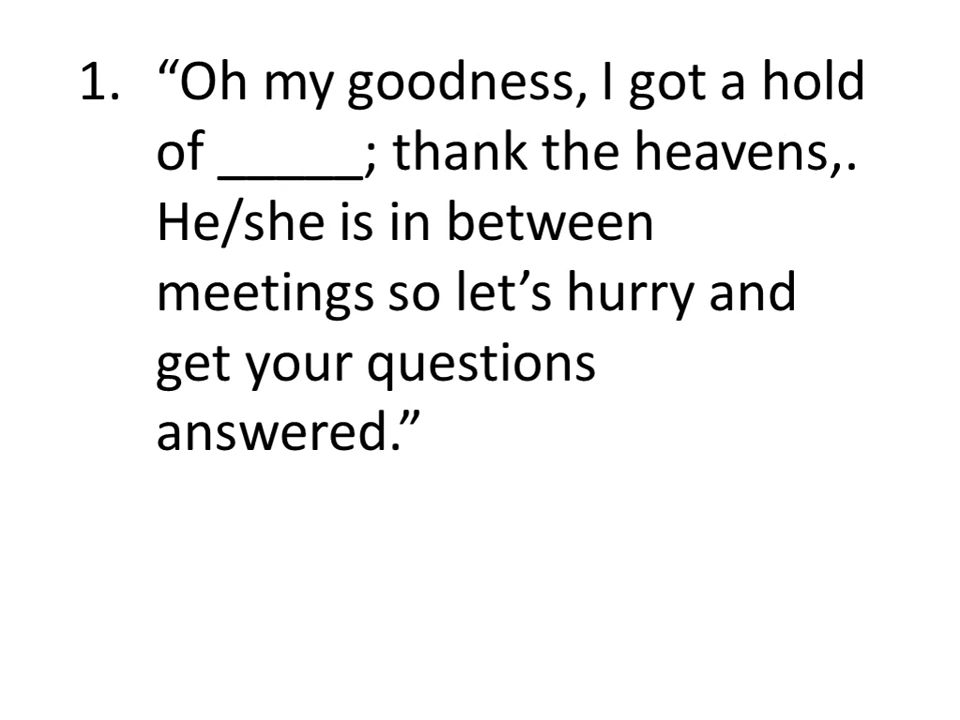 1. “Oh my goodness, I got a hold
of _____; thank the heavens,.
He/she is in between
meetings so let’s hurry and
get your questions
answered.”